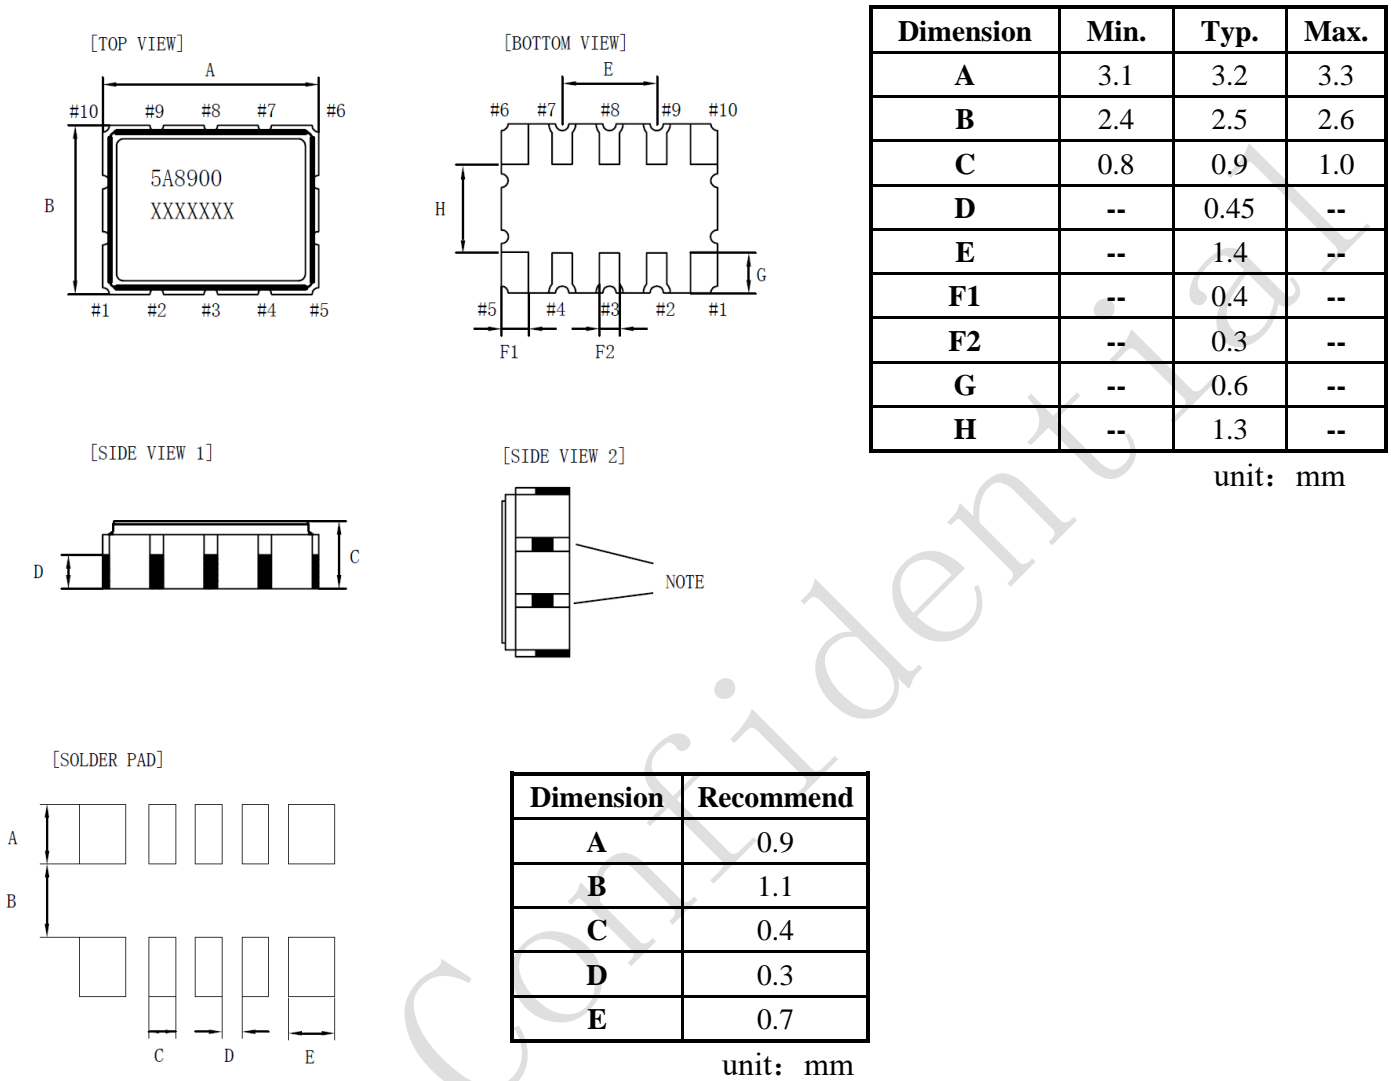 [TOP VIEW]
A
#10 #9 #8 #7 #6
5A8900
XXXXXXX
B
#1 #2 #3 #4 #5
[BOTTOM VIEW]
E
#6 #7 #8 #9 #10
H
G
#5 #4 #3 #2 #1
F1 F2
Dimension Min. Typ. Max.
A 3.1 3.2 3.3
B 2.4 2.5 2.6
C 0.8 0.9 1.0
D -- 0.45 --
E -- 1.4 --
F1 -- 0.4 --
F2 -- 0.3 --
G -- 0.6 --
H -- 1.3 --
unit: mm
[SIDE VIEW 1]
D
C
[SIDE VIEW 2]
NOTE
[SOLDER PAD]
A
B
C D E
Dimension Recommend
A 0.9
B 1.1
C 0.4
D 0.3
E 0.7
unit: mm
Confidential